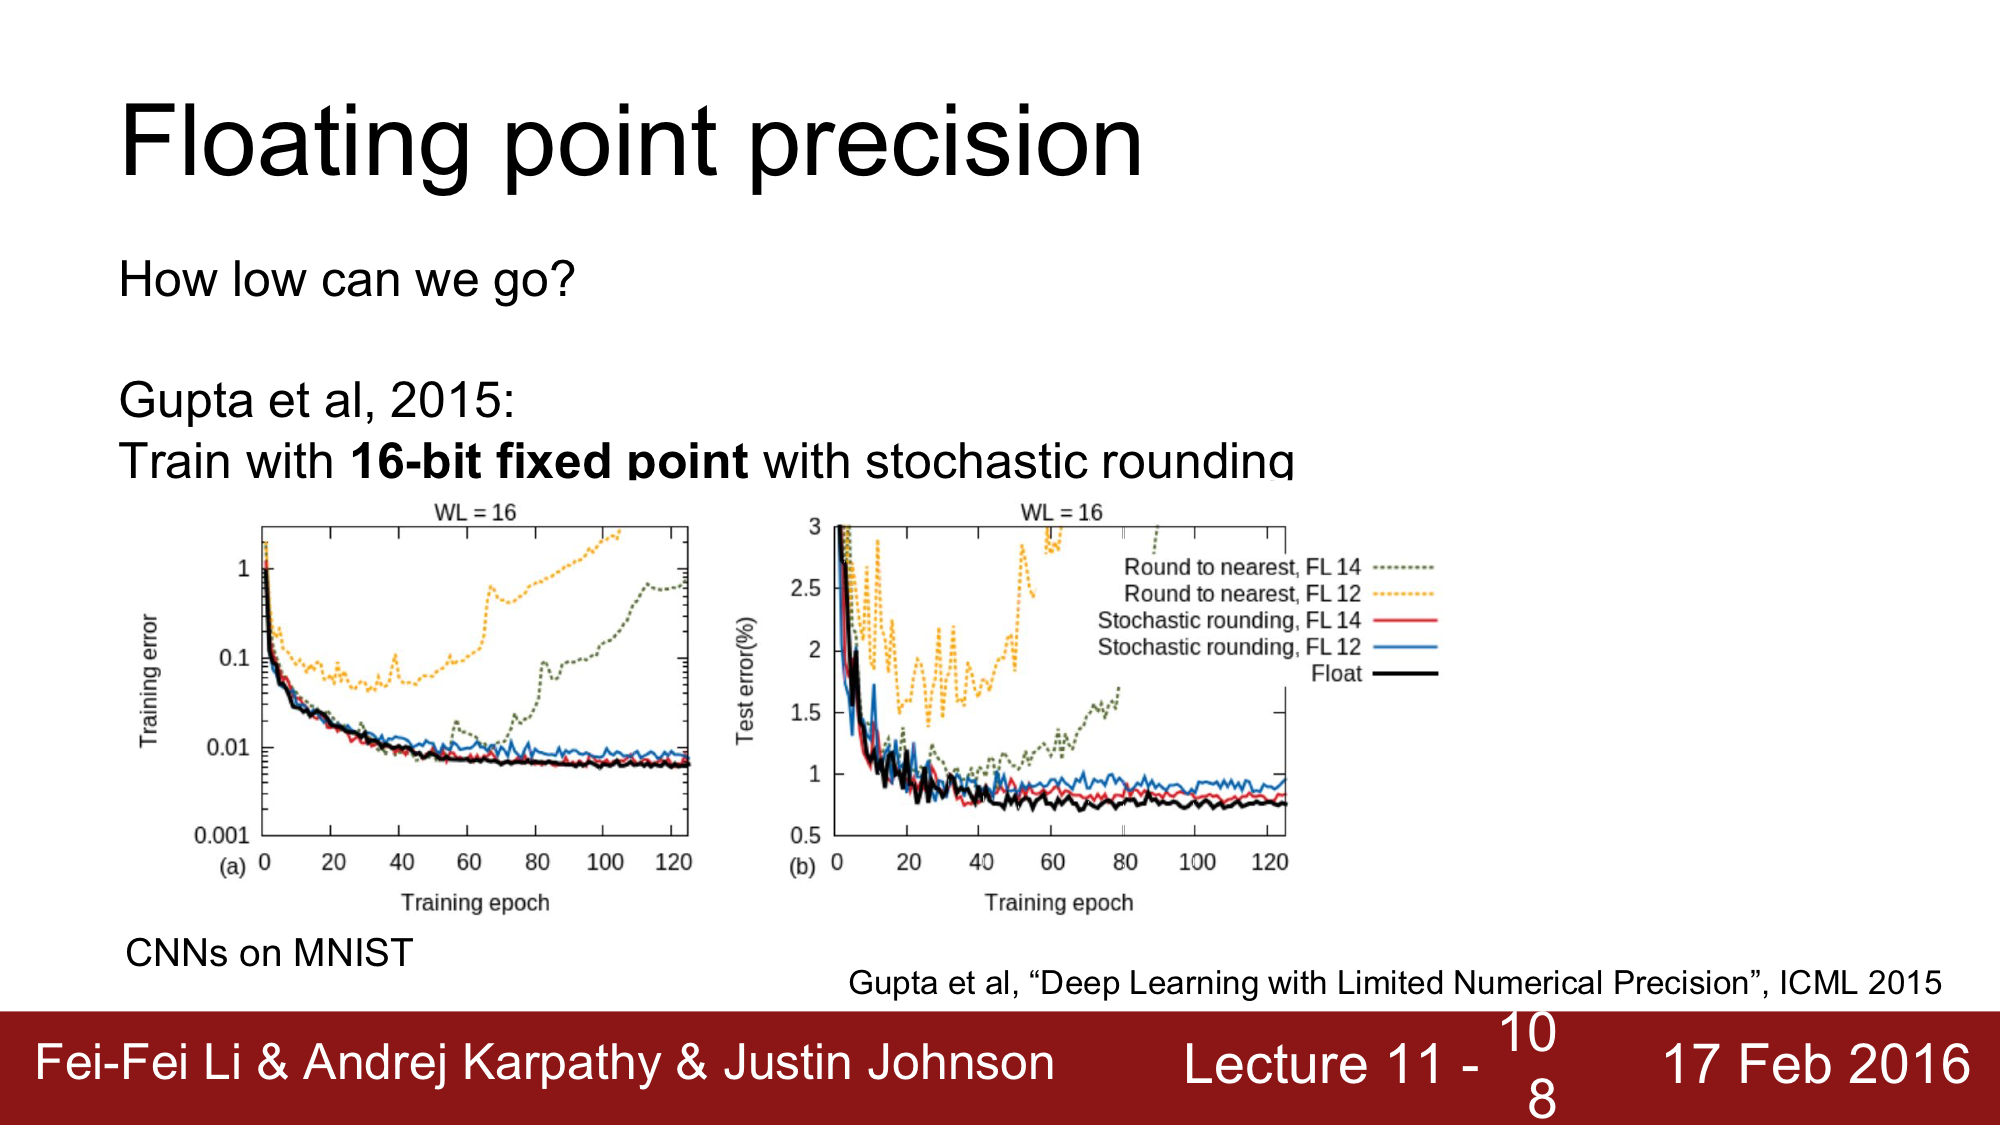 Floating point precision
How low can we go?
Gupta et al, 2015:
Train with 16-bit fixed point with stochastic rounding
WL = 16
Training error
1
0.1
0.01
0.001
(a)
0 20 40 60 80 100 120
Training epoch
WL = 16
Test error(%)
3
2.5
2
1.5
1
0.5
(b)
0 20 40 60 80 100 120
Training epoch
Round to nearest, FL 14
Round to nearest, FL 12
Stochastic rounding, FL 14
Stochastic rounding, FL 12
Float
CNNs on MNIST
Gupta et al, “Deep Learning with Limited Numerical Precision”, ICML 2015
Fei-Fei Li & Andrej Karpathy & Justin Johnson
Lecture 11 -
10
8
17 Feb 2016